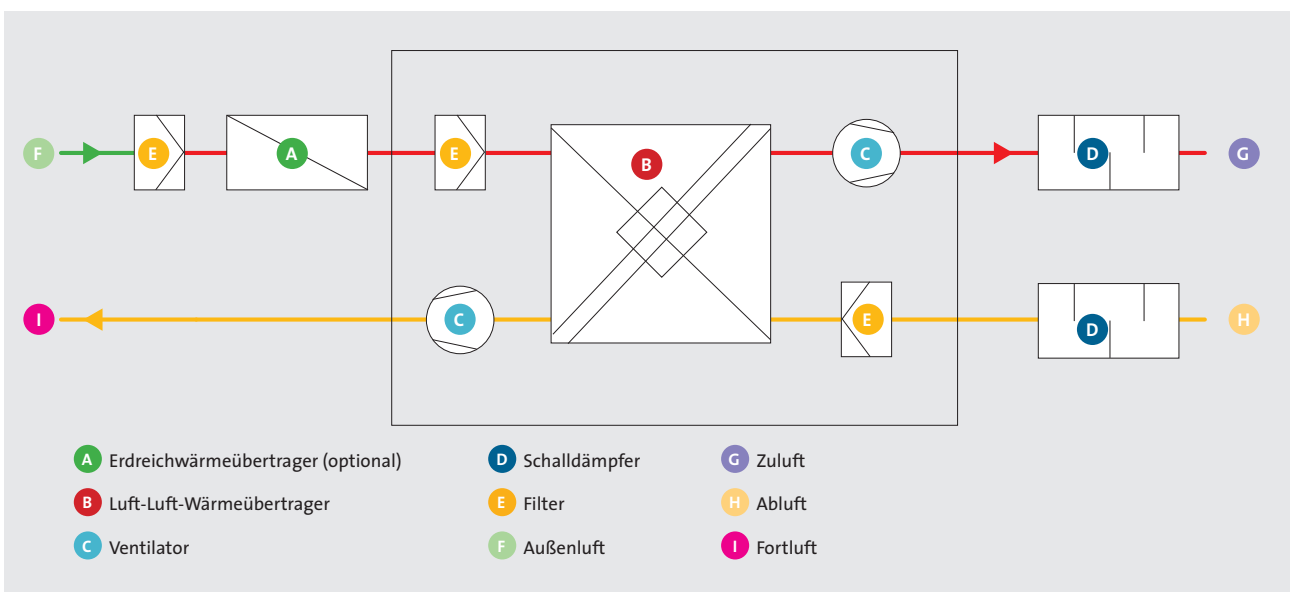 F E A E B C D G
I C E D H
A Erdreichwärmeübertrager (optional)
B Luft-Luft-Wärmeübertrager
C Ventilator
D Schalldämpfer
E Filter
F Außenluft
G Zuluft
H Abluft
I Fortluft